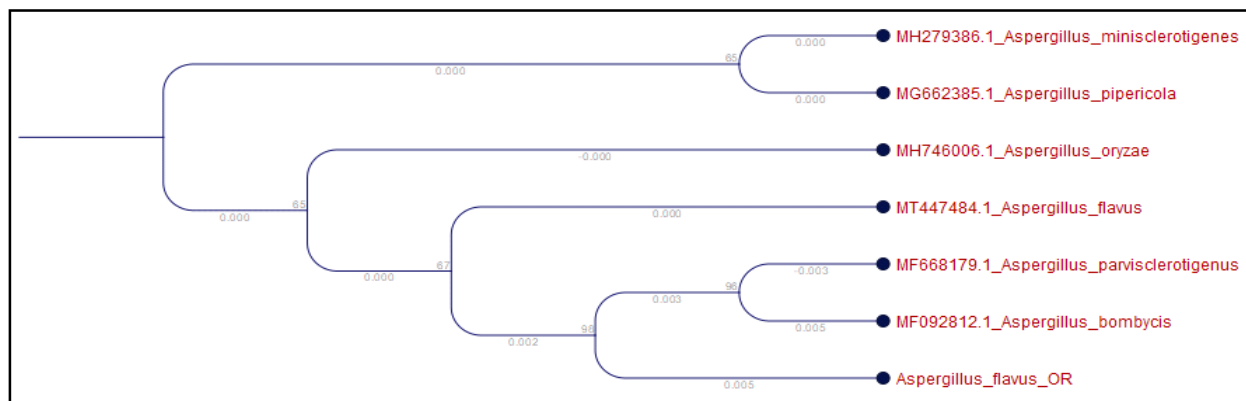 0.000
MH279386.1_Aspergillus_minisclerotigenes
65
0.000
0.000
MG662385.1_Aspergillus_pipericola
-0.000
MH746006.1_Aspergillus_oryzae
65
0.000
0.000
MT447484.1_Aspergillus_flavus
67
0.000
-0.003
MF668179.1_Aspergillus_parvisclerotigenus
96
0.003
0.005
MF092812.1_Aspergillus_bombycis
98
0.002
0.005
Aspergillus_flavus_OR